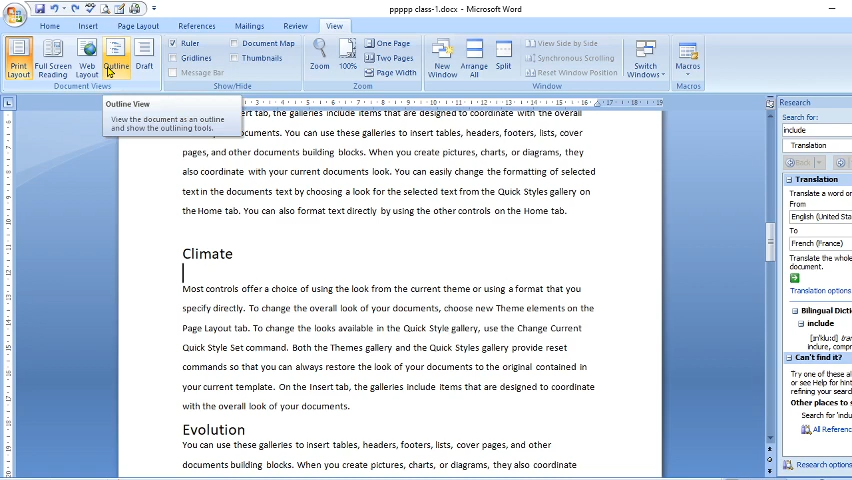 ppppp class-1.docx - Microsoft Word
Home Insert Page Layout References Mailings Review View
Print Layout
Full Screen Reading
Web Layout
Outline
Draft
Document Views
Ruler
Gridlines
Message Bar
Document Map
Thumbnails
Show/Hide
Zoom
100%
One Page
Two Pages
Page Width
Zoom
New Window
Arrange All
Split
View Side by Side
Synchronous Scrolling
Reset Window Position
Window
Switch Windows
Macros
Macros
Outline View
View the document as an outline
and show the outlining tools.
tab, the galleries include items that are designed to coordinate with the overall
documents. You can use these galleries to insert tables, headers, footers, lists, cover
pages, and other documents building blocks. When you create pictures, charts, or diagrams, they
also coordinate with your current documents look. You can easily change the formatting of selected
text in the documents text by choosing a look for the selected text from the Quick Styles gallery on
the Home tab. You can also format text directly by using the other controls on the Home tab.
Climate
Most controls offer a choice of using the look from the current theme or using a format that you
specify directly. To change the overall look of your documents, choose new Theme elements on the
Page Layout tab. To change the looks available in the Quick Style gallery, use the Change Current
Quick Style Set command. Both the Themes gallery and the Quick Styles gallery provide reset
commands so that you can always restore the look of your documents to the original contained in
your current template. On the Insert tab, the galleries include items that are designed to coordinate
with the overall look of your documents.
Evolution
You can use these galleries to insert tables, headers, footers, lists, cover pages, and other
documents building blocks. When you create pictures, charts, or diagrams, they also coordinate
Research
Search for:
include
Translation
Back
Translation
Translate a word or
From
English (United Sta
To
French (France)
Translate the whole
document.
Translation options
Bilingual Dictio
include
inclure, compr
Can't find it?
Try one of these al
or see Help for hint
refining your searc
Other places to s
Search for 'inc
All Referenc
Research options